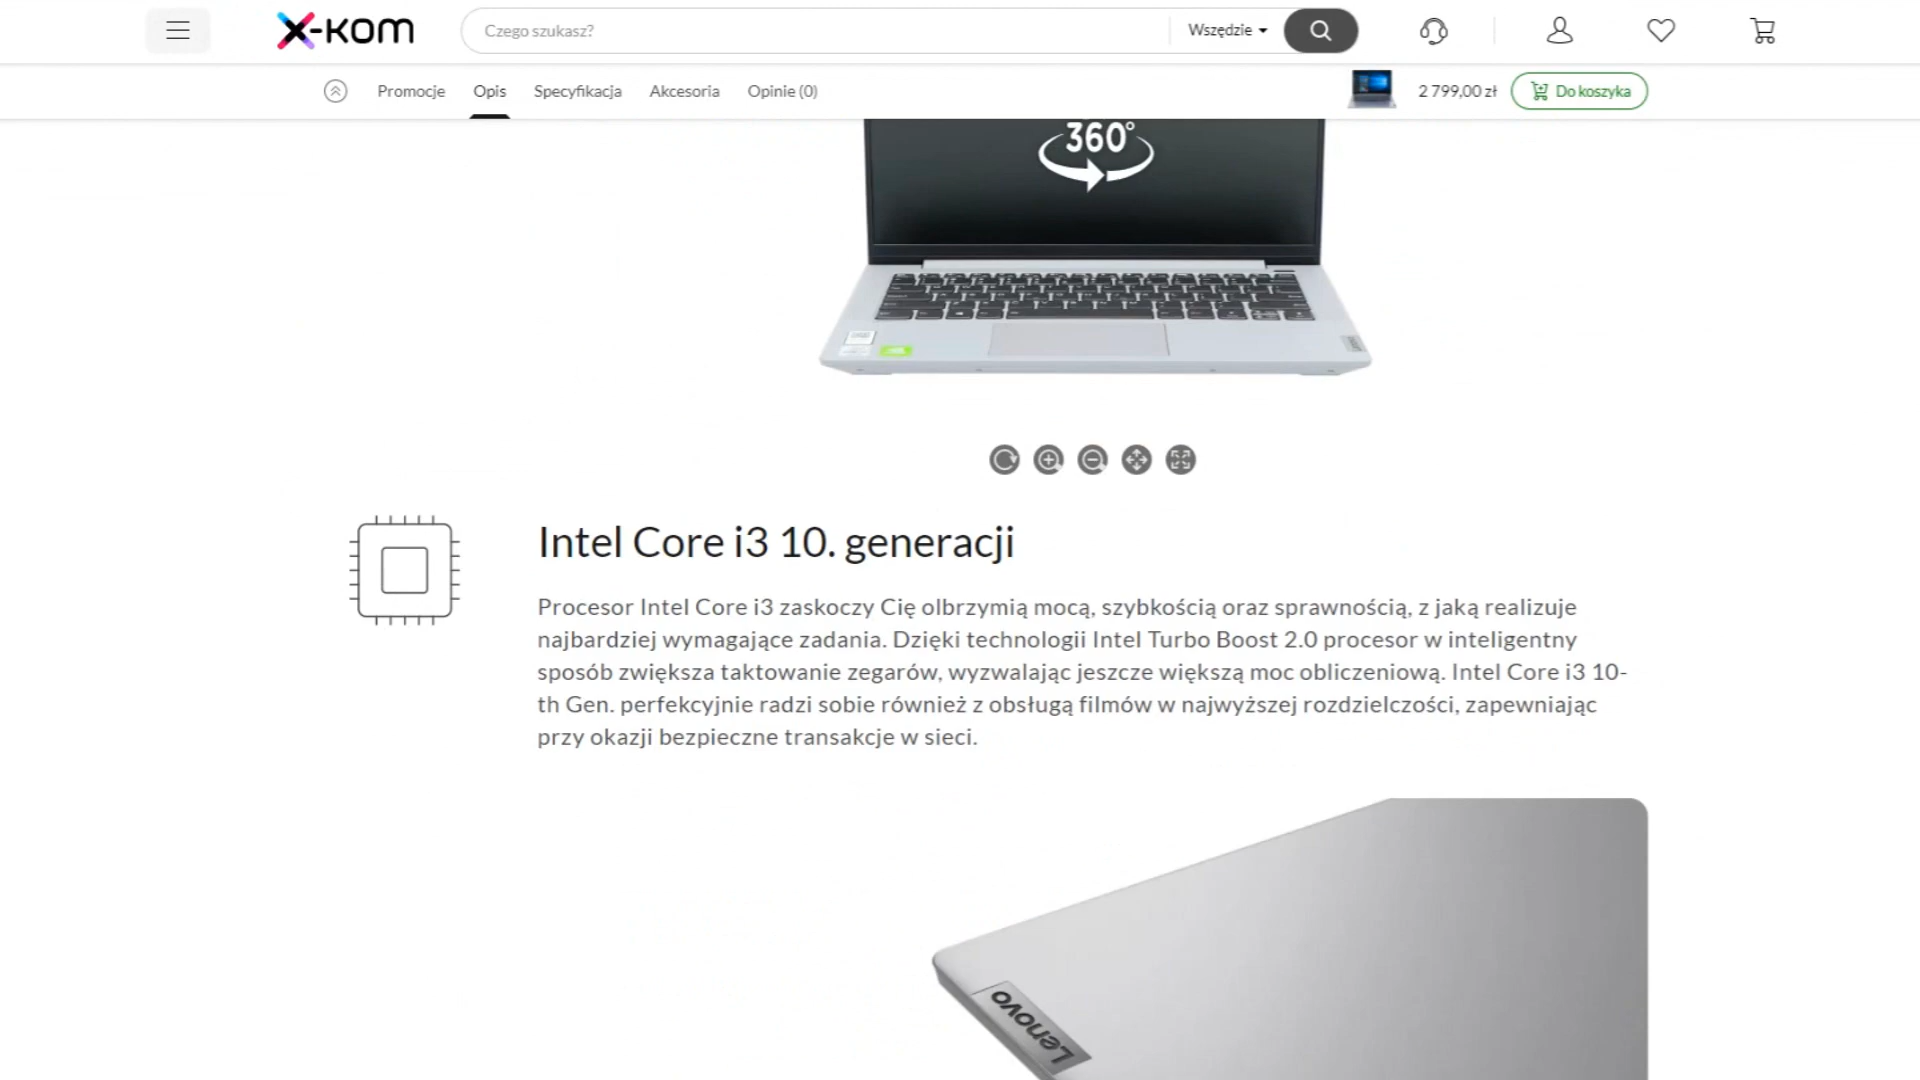 x-kom
Czego szukasz?
Wszędzie
Promocje
Opis
Specyfikacja
Akcesoria
Opinie (0)
2 799,00 zł
Do koszyka
360°
Intel Core i3 10. generacji
Procesor Intel Core i3 zaskoczy Cię olbrzymią mocą, szybkością oraz sprawnością, z jaką realizuje
najbardziej wymagające zadania. Dzięki technologii Intel Turbo Boost 2.0 procesor w inteligentny
sposób zwiększa taktowanie zegarów, wyzwalając jeszcze większą moc obliczeniową. Intel Core i3 10-
th Gen. perfekcyjnie radzi sobie również z obsługą filmów w najwyższej rozdzielczości, zapewniając
przy okazji bezpieczne transakcje w sieci.
Lenovo